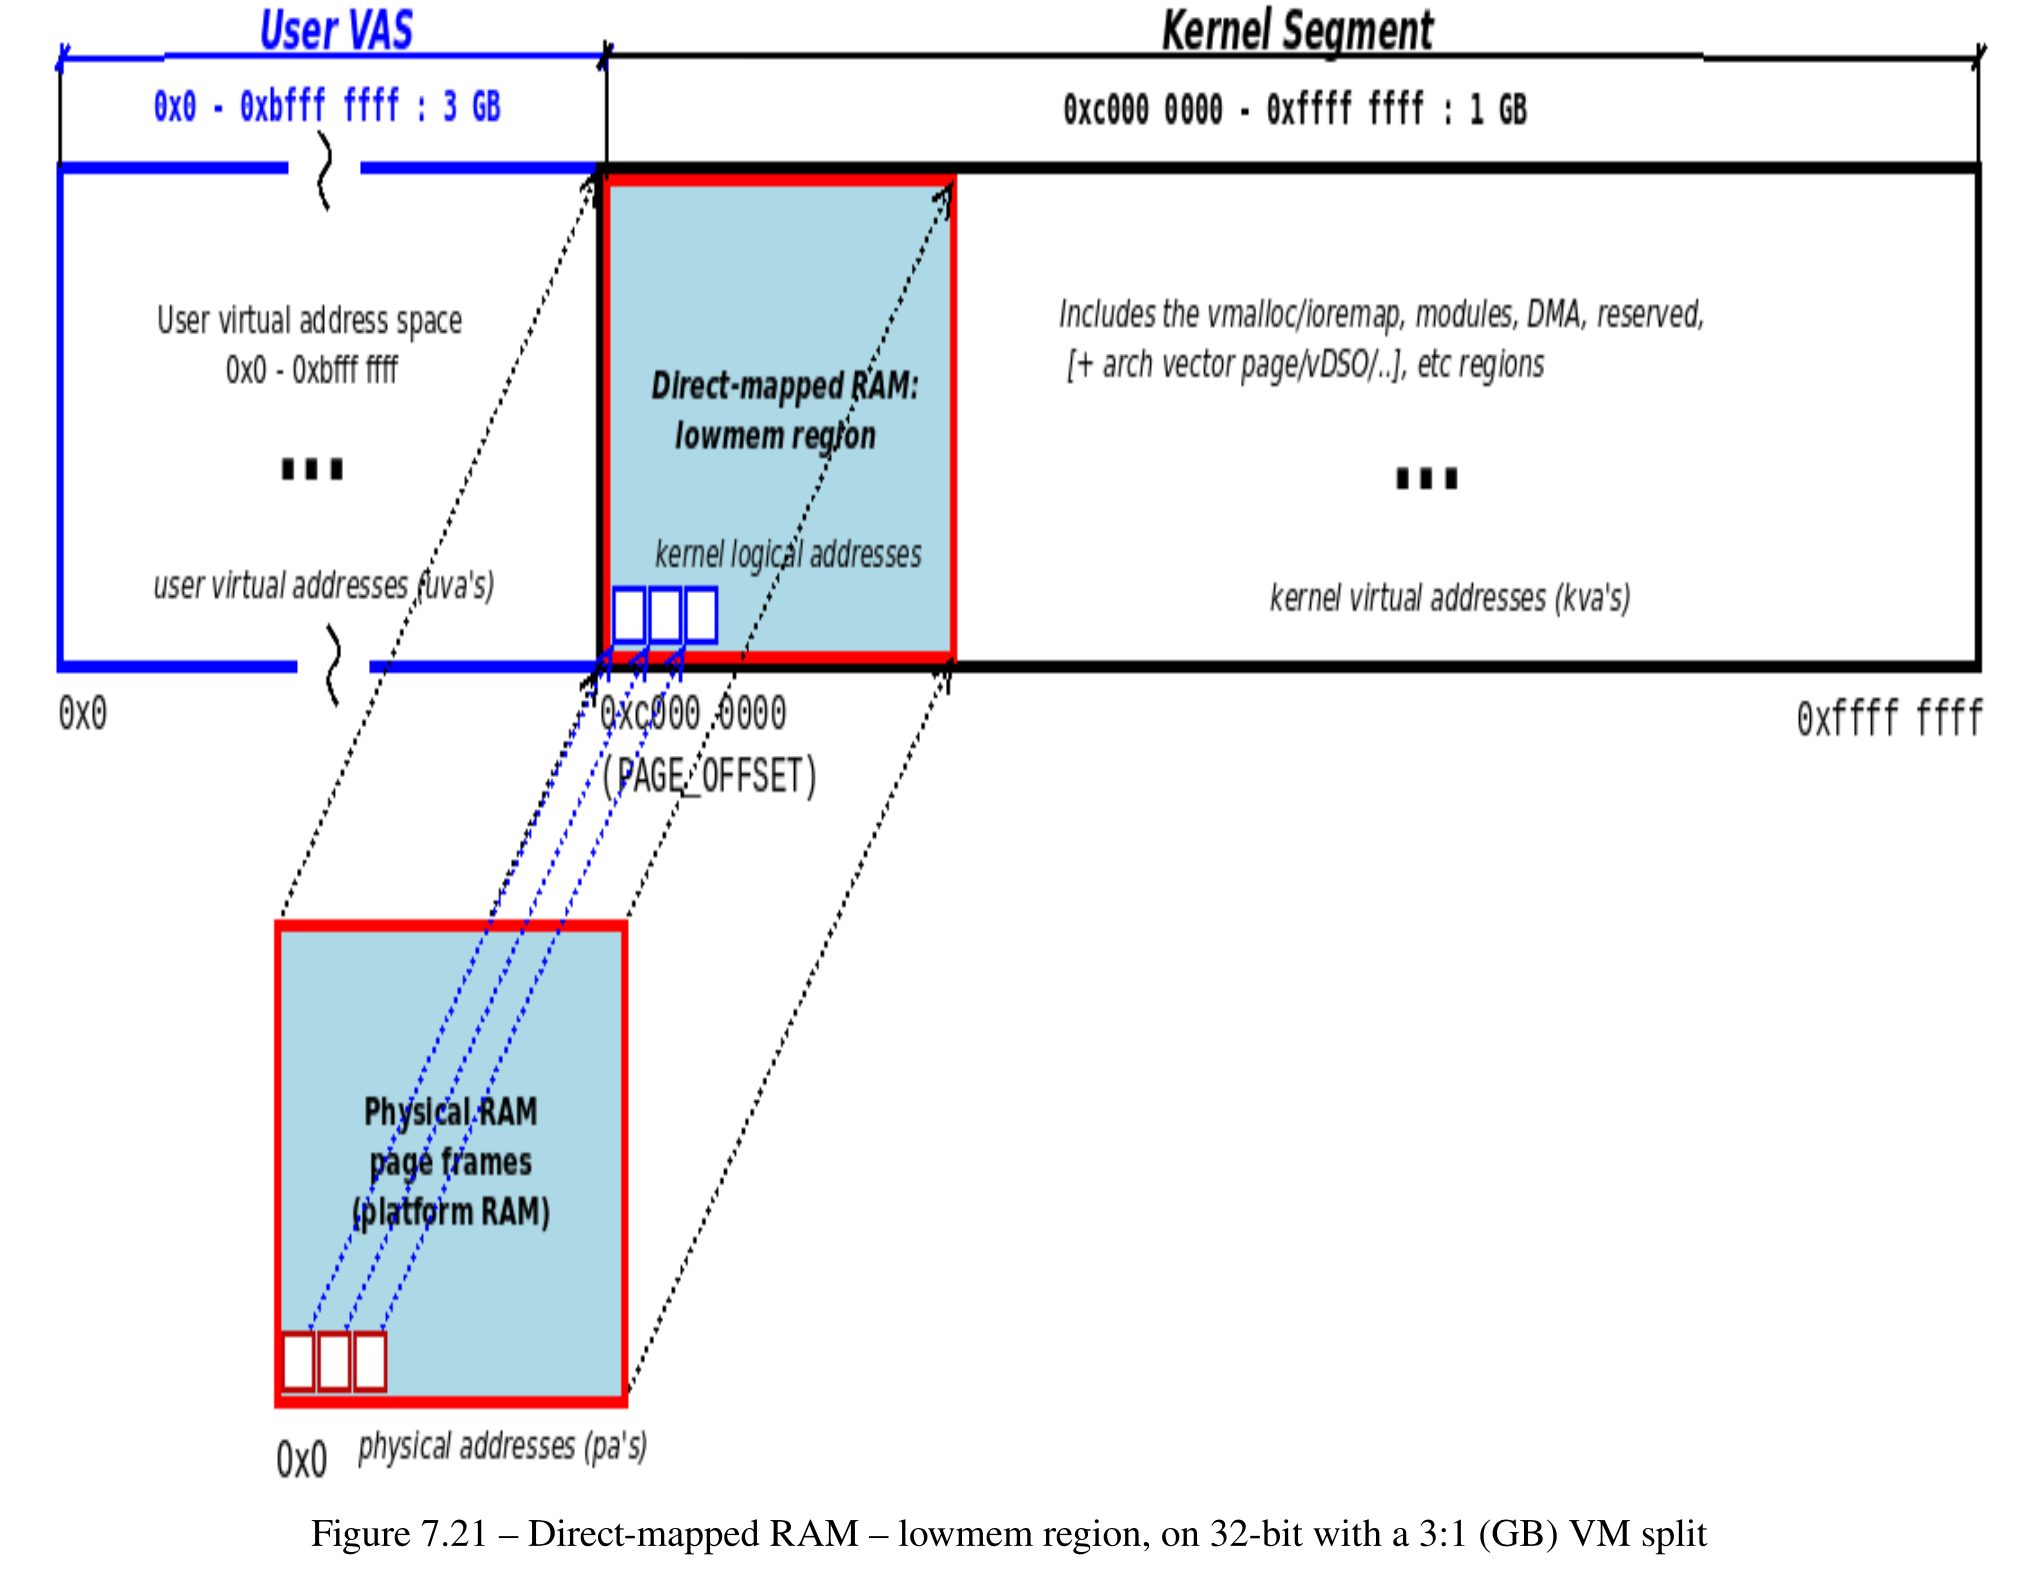 User VAS
Kernel Segment
0x0 - 0xbfff ffff : 3 GB
0xc000 0000 - 0xffff ffff : 1 GB
User virtual address space
0x0 - 0xbfff ffff
user virtual addresses (uva's)
Direct-mapped RAM:
lowmem region
kernel logical addresses
Includes the vmalloc/ioremap, modules, DMA, reserved,
[+ arch vector page/vDSO/..], etc regions
kernel virtual addresses (kva's)
0x0
0xc000 0000
(PAGE_OFFSET)
0xffff ffff
Physical RAM
page frames
(platform RAM)
0x0
physical addresses (pa's)
Figure 7.21 – Direct-mapped RAM – lowmem region, on 32-bit with a 3:1 (GB) VM split